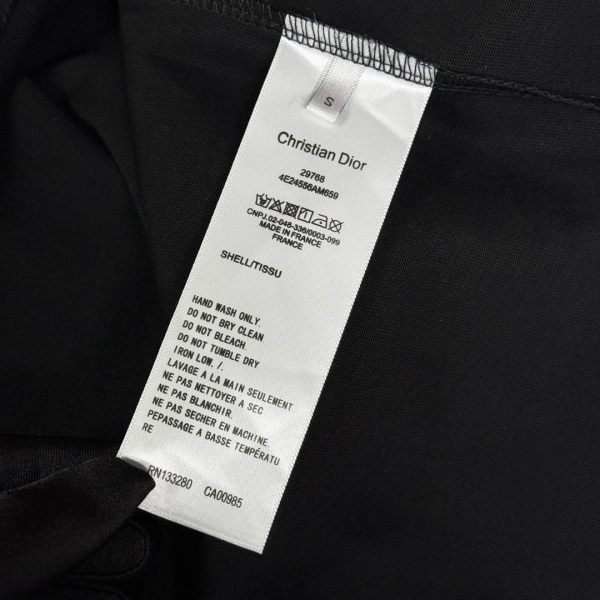 S
Christian Dior
29768
4E24556AM659
CNPJ.02-046-336/0003-099
MADE IN FRANCE
FRANCE
SHELL/TISSU
HAND WASH ONLY.
DO NOT BRY CLEAN
DO NOT BLEACH.
DO NOT TUMBLE DRY
IRON LOW. /.
LAVAGE A LA MAIN SEULEMENT
NE PAS NETTOYER A SEC
NE PAS BLANCHIR.
NE PAS SECHER EN MACHINE.
PEPASSAGE A BASSE TEMPÉRATU
RE
RN133280 CA00985